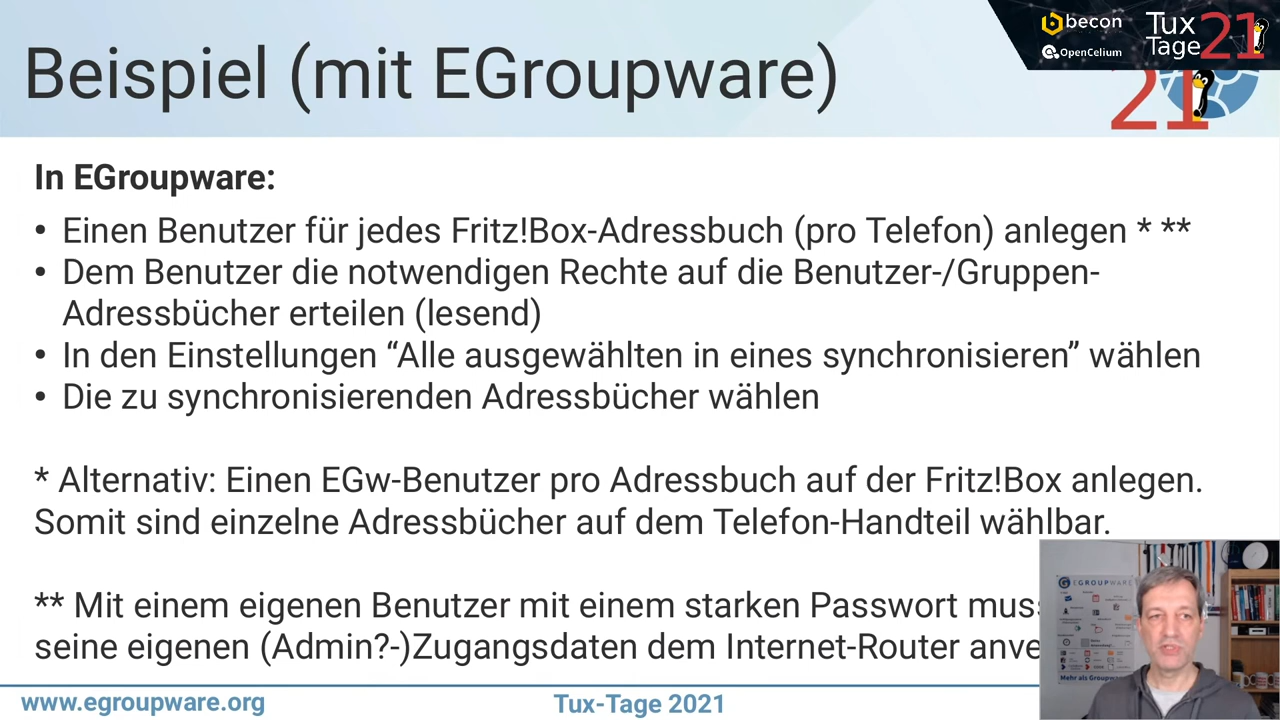 becon
OpenCelium
Tux
Tage 21
Beispiel (mit EGroupware)
21
In EGroupware:
• Einen Benutzer für jedes Fritz!Box-Adressbuch (pro Telefon) anlegen * **
• Dem Benutzer die notwendigen Rechte auf die Benutzer-/Gruppen-
Adressbücher erteilen (lesend)
• In den Einstellungen “Alle ausgewählten in eines synchronisieren” wählen
• Die zu synchronisierenden Adressbücher wählen
* Alternativ: Einen EGw-Benutzer pro Adressbuch auf der Fritz!Box anlegen.
Somit sind einzelne Adressbücher auf dem Telefon-Handteil wählbar.
** Mit einem eigenen Benutzer mit einem starken Passwort mus
seine eigenen (Admin?-)Zugangsdaten dem Internet-Router anve
EGROUPWARE
Mehr als Groupw
www.egroupware.org
Tux-Tage 2021